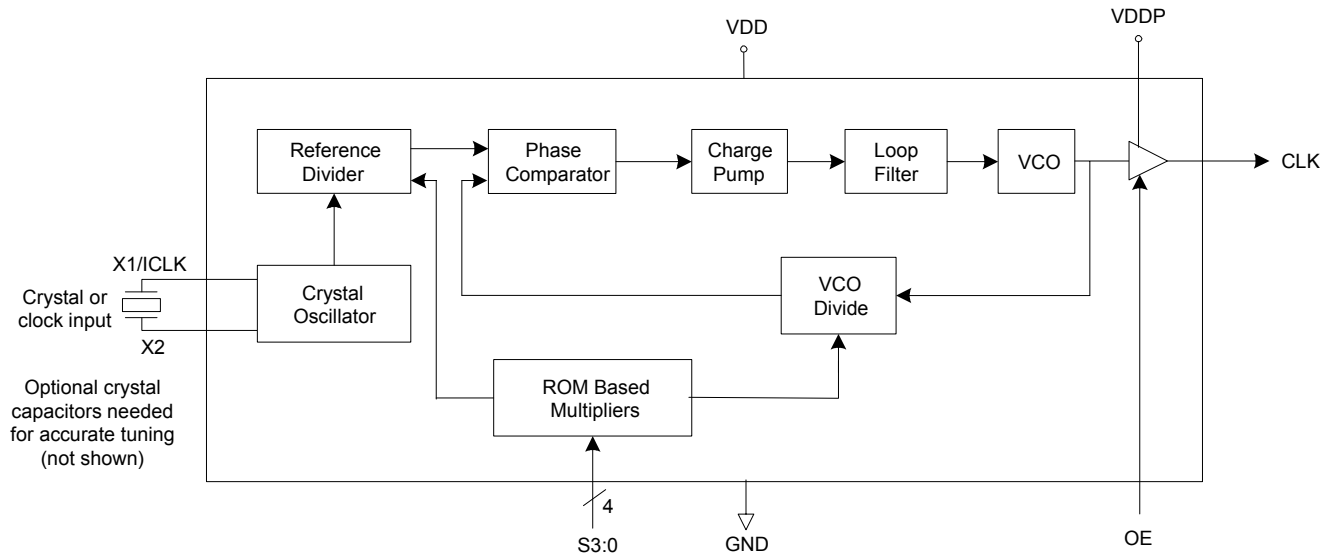 VDD
VDDP
Reference
Divider
Phase
Comparator
Charge
Pump
Loop
Filter
VCO
CLK
X1/ICLK
Crystal or
clock input
X2
Crystal
Oscillator
VCO
Divide
Optional crystal
capacitors needed
for accurate tuning
(not shown)
ROM Based
Multipliers
4
S3:0
GND
OE